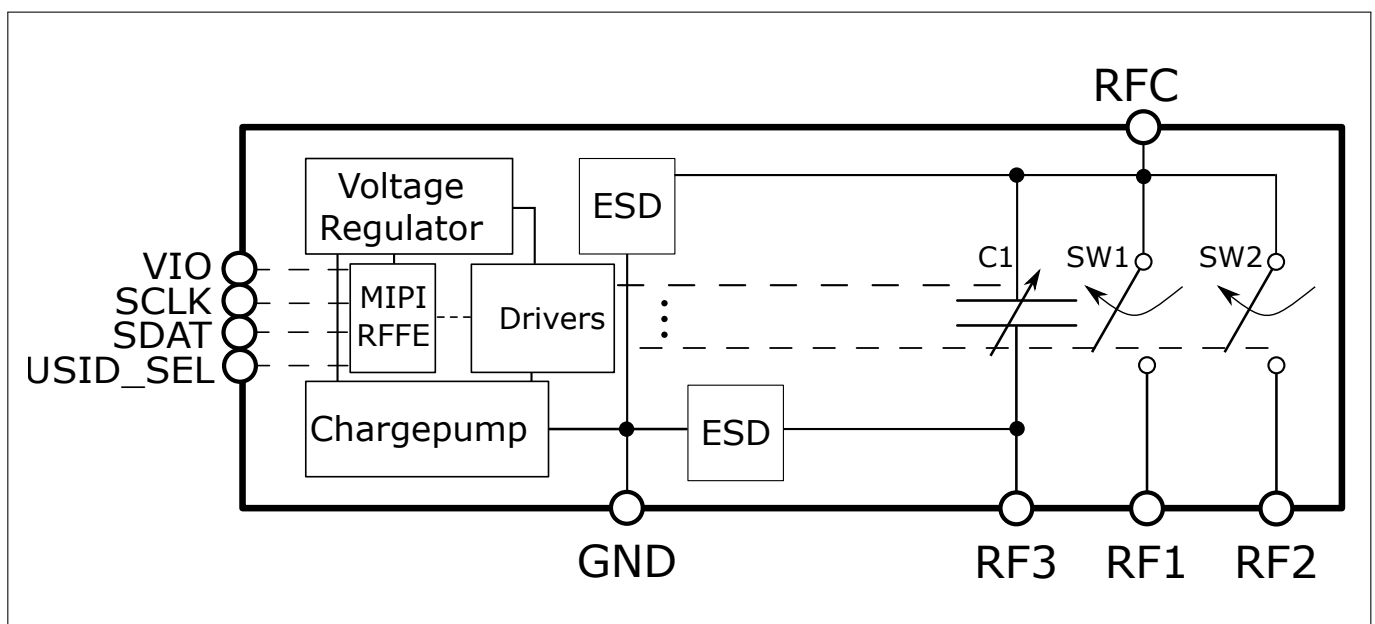 RFC
Voltage
Regulator
ESD
VIO
SCLK
SDAT
USID_SEL
MIPI
RFFE
Drivers
C1
SW1
SW2
Chargepump
ESD
GND
RF3
RF1
RF2